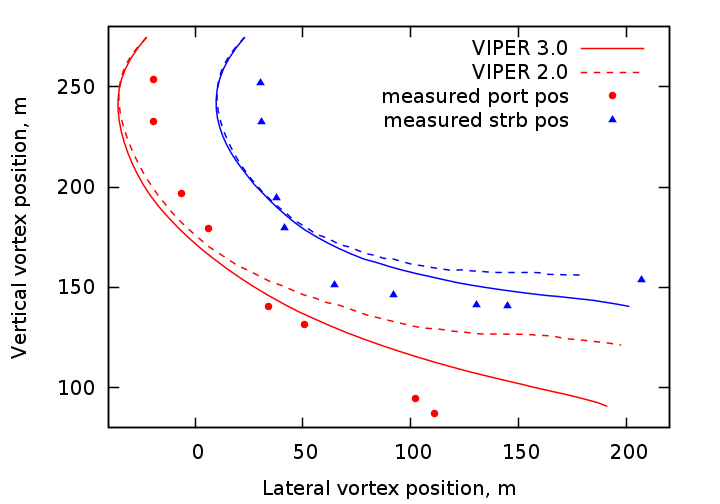 VIPER 3.0
VIPER 2.0
measured port pos
measured strb pos
Vertical vortex position, m
250
200
150
100
0 50 100 150 200
Lateral vortex position, m